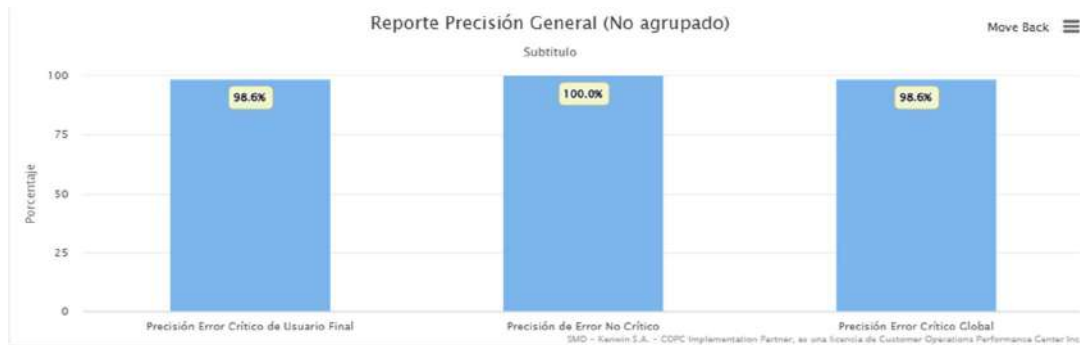 Reporte Precisión General (No agrupado)
Move Back
Subtítulo
Porcentaje
100
75
50
25
0
98.6%
100.0%
98.6%
Precisión Error Crítico de Usuario Final
Precisión de Error No Crítico
Precisión Error Crítico Global
SMD - Kenwin S.A. - COPC Implementation Partner, es una licencia de Customer Operations Performance Center Inc